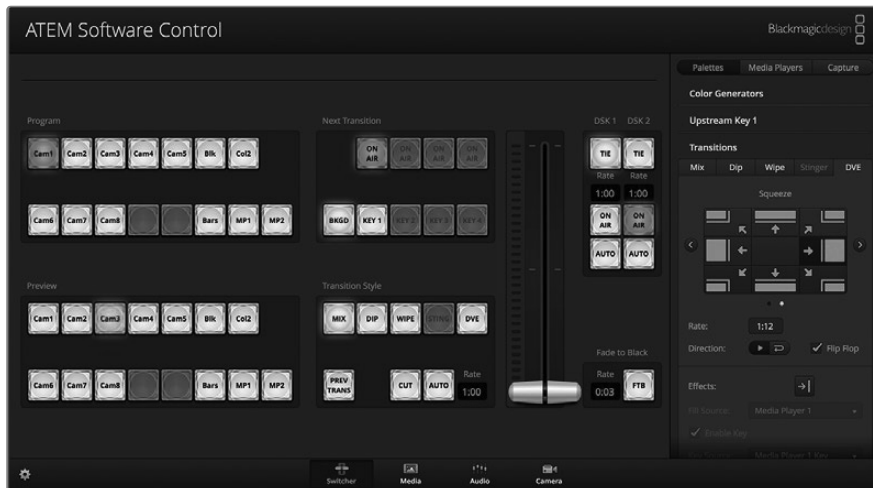 ATEM Software Control
Blackmagicdesign
Palettes Media Players Capture
Color Generators
Upstream Key 1
Transitions
Mix Dip Wipe Stinger DVE
Squeeze
Rate: 1:12
Direction: Flip Flop
Effects:
Fill Source: Media Player 1
Enable Key
Key Source: Media Player 1 Key
Program
Cam1 Cam2 Cam3 Cam4 Cam5 Blk Col2
Cam6 Cam7 Cam8 Bars MP1 MP2
Next Transition
ON AIR ON AIR ON AIR ON AIR
BKGD KEY 1 KEY 2 KEY 3 KEY 4
DSK 1 DSK 2
TIE TIE
Rate Rate
1:00 1:00
ON AIR ON AIR
AUTO AUTO
Preview
Cam1 Cam2 Cam3 Cam4 Cam5 Blk Col2
Cam6 Cam7 Cam8 Bars MP1 MP2
Transition Style
MIX DIP WIPE STING DVE
PREV TRANS CUT AUTO
Rate
1:00
Fade to Black
Rate
0:03 FTB
Switcher Media Audio Camera